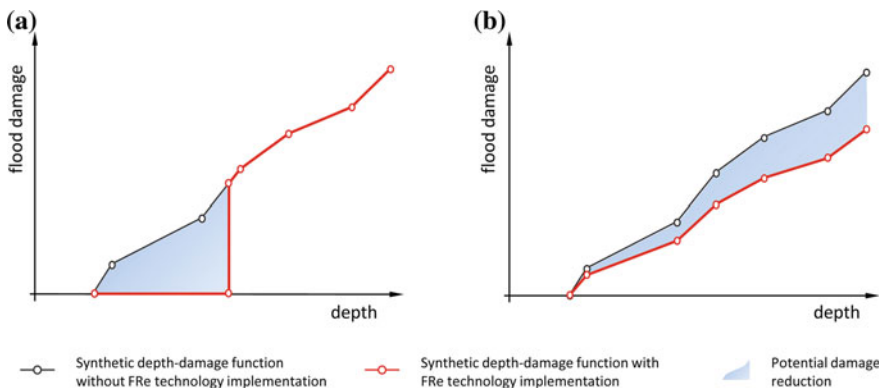 (a)
flood damage
depth
(b)
flood damage
depth
Synthetic depth-damage function
without FRe technology implementation
Synthetic depth-damage function with
FRe technology implementation
Potential damage
reduction